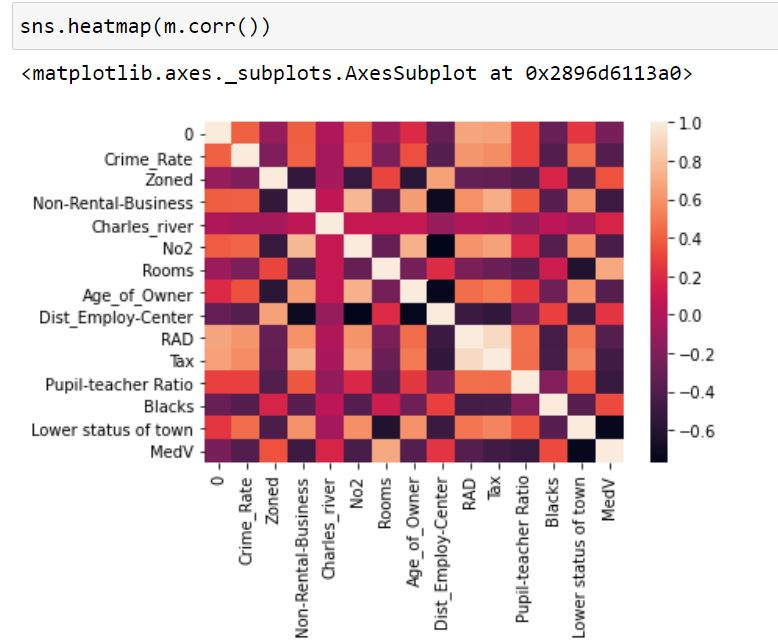 sns.heatmap(m.corr())
<matplotlib.axes._subplots.AxesSubplot at 0x2896d6113a0>
0
Crime_Rate
Zoned
Non-Rental-Business
Charles_river
No2
Rooms
Age_of_Owner
Dist_Employ-Center
RAD
Tax
Pupil-teacher Ratio
Blacks
Lower status of town
MedV
1.0
0.8
0.6
0.4
0.2
0.0
−0.2
−0.4
−0.6
0
Crime_Rate
Zoned
Non-Rental-Business
Charles_river
No2
Rooms
Age_of_Owner
Dist_Employ-Center
RAD
Tax
Pupil-teacher Ratio
Blacks
Lower status of town
MedV